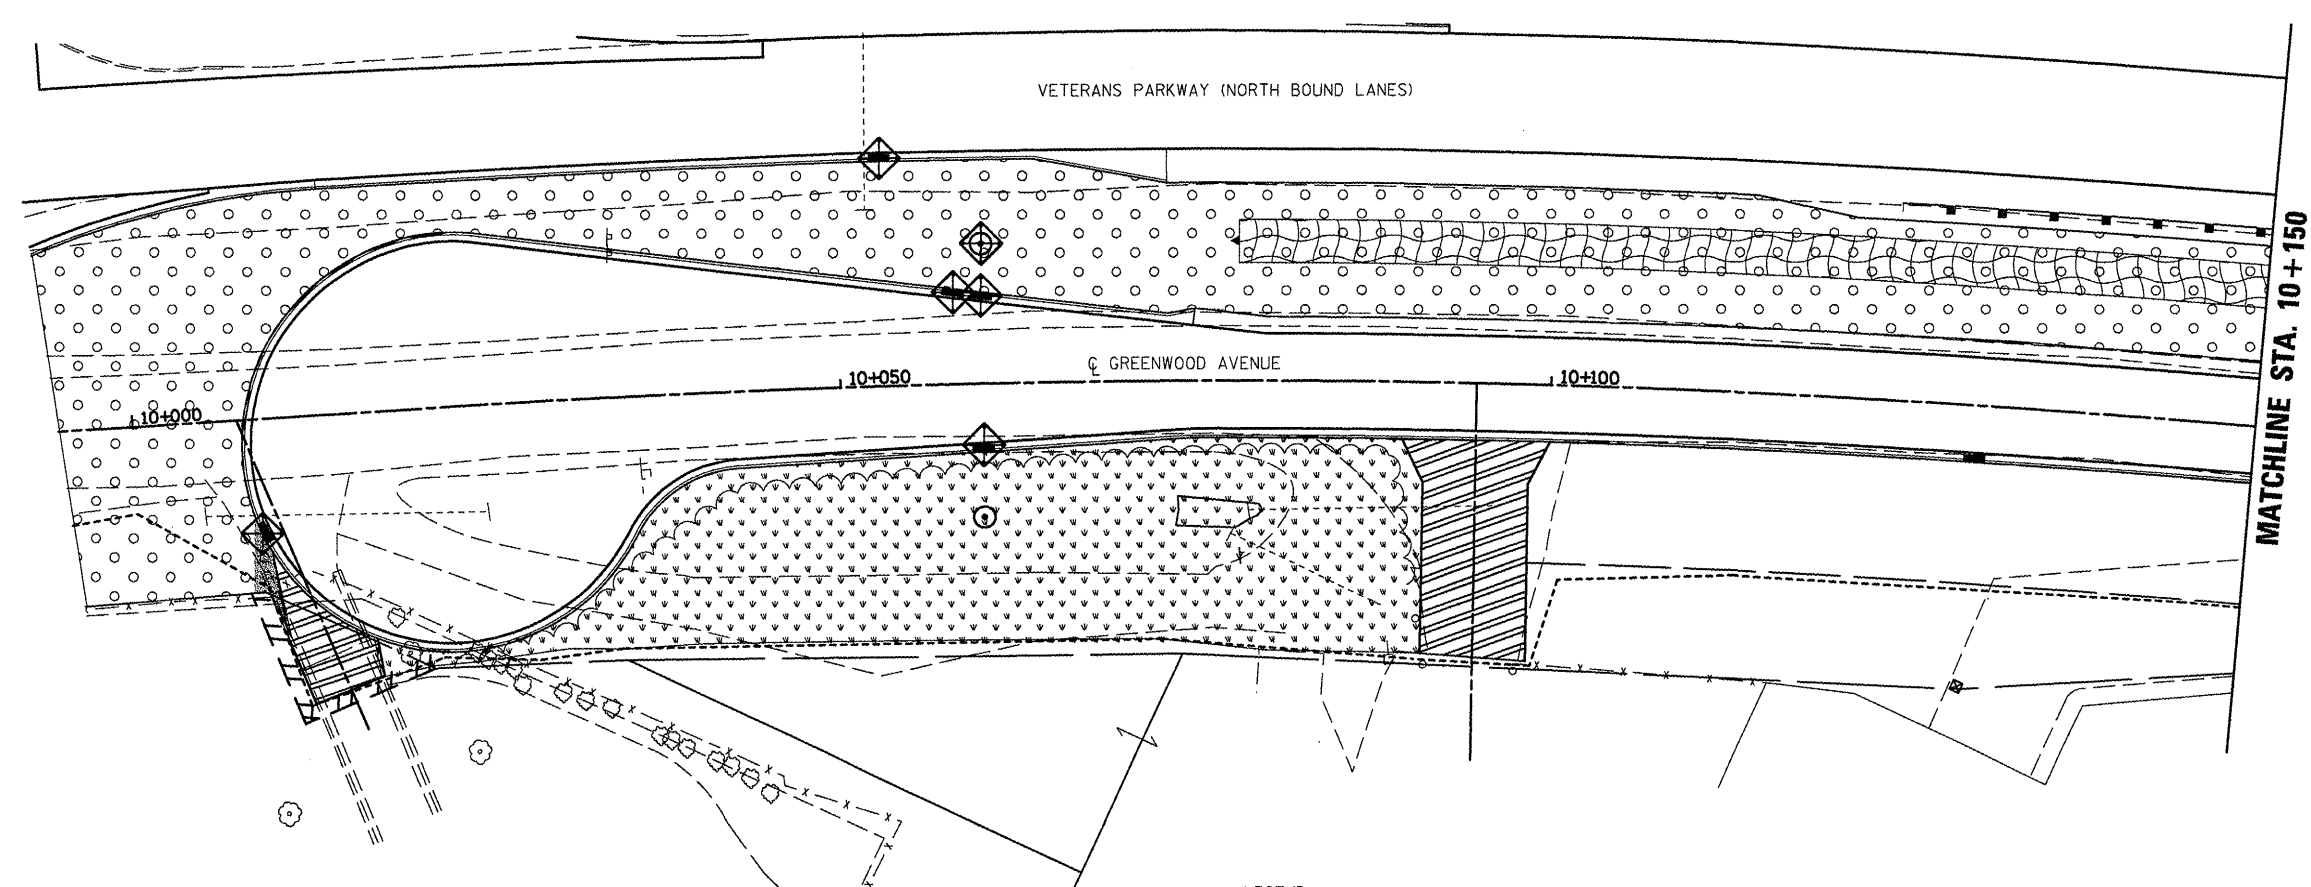 VETERANS PARKWAY (NORTH BOUND LANES)
℄ GREENWOOD AVENUE
10+000
10+050
10+100
MATCHLINE STA. 10+150